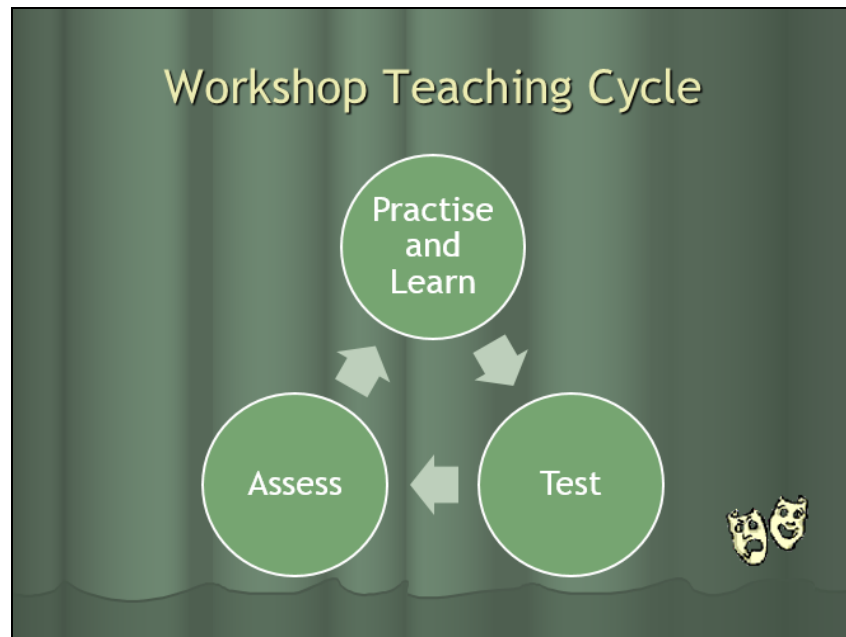 Workshop Teaching Cycle
Practise
and
Learn
Assess
Test